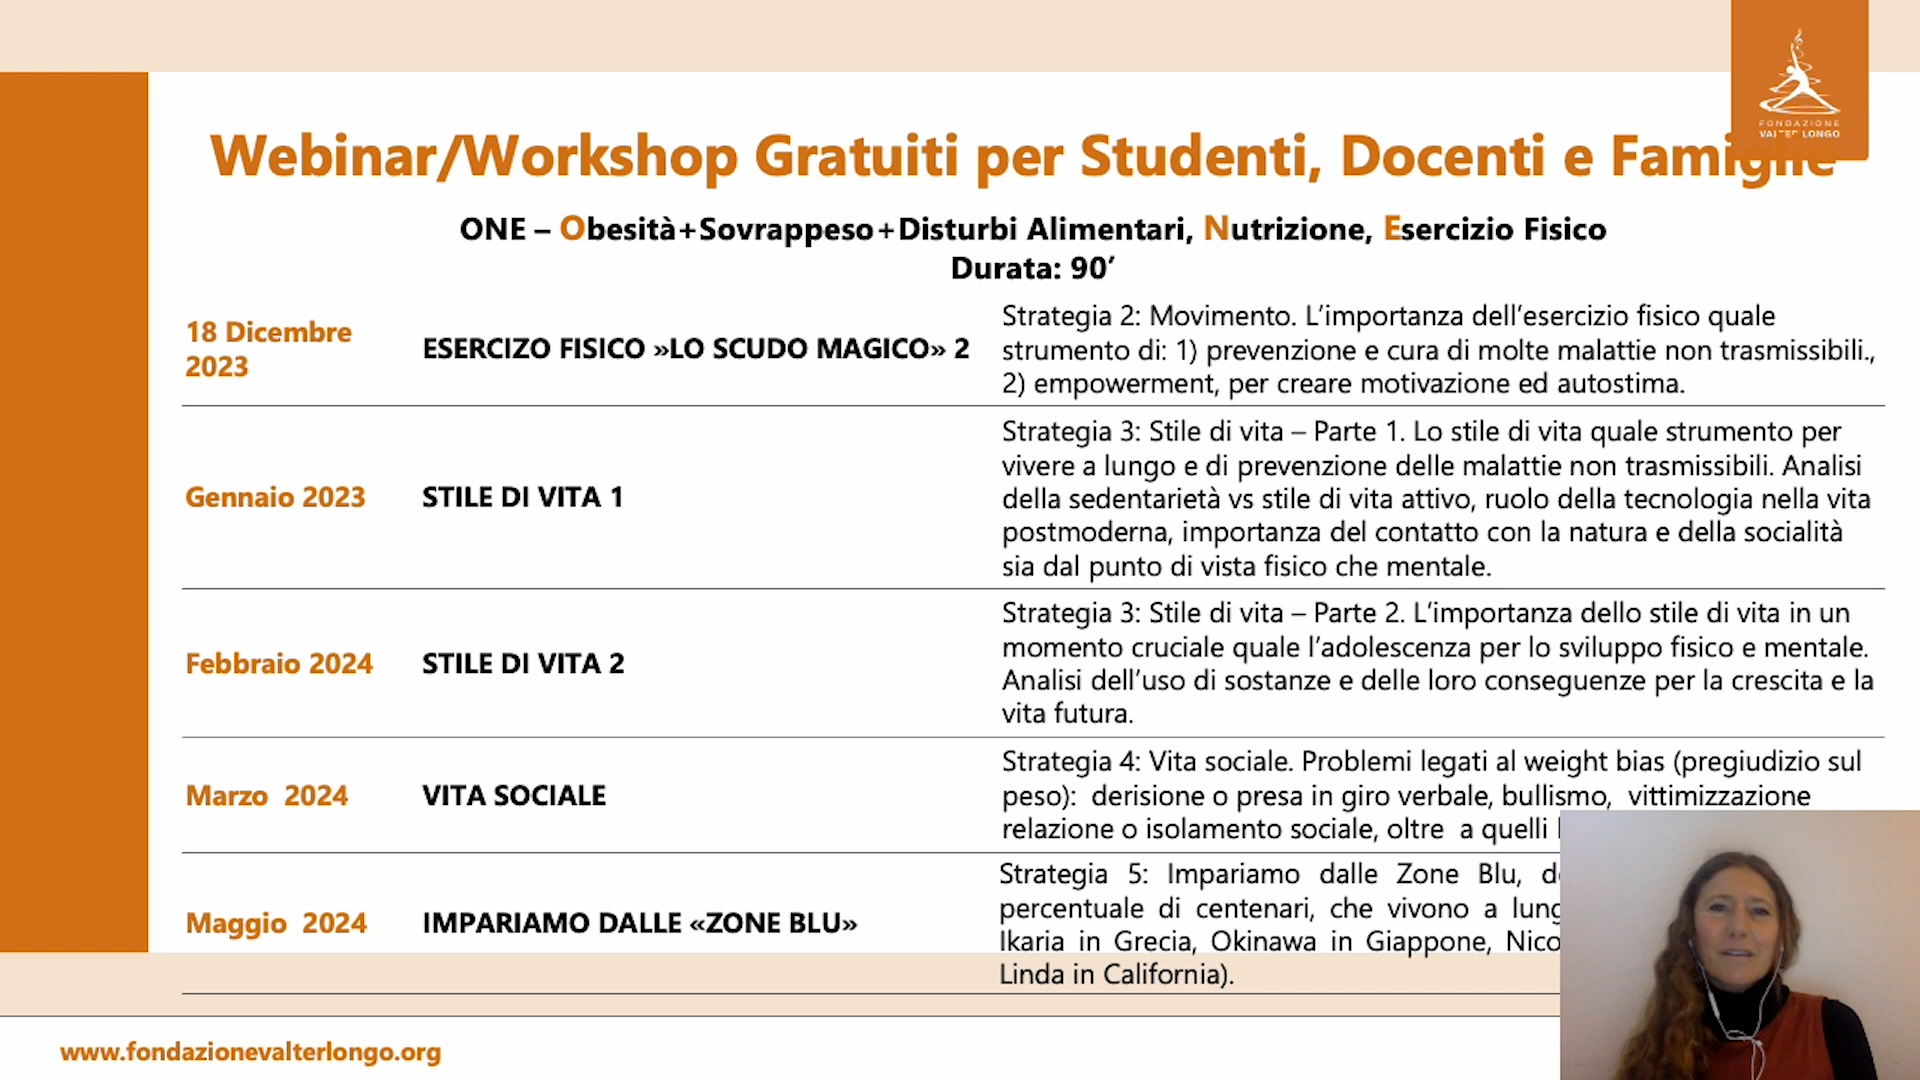 FONDAZIONE
VALTER LONGO
Webinar/Workshop Gratuiti per Studenti, Docenti e Famiglie
ONE – Obesità+Sovrappeso+Disturbi Alimentari, Nutrizione, Esercizio Fisico
Durata: 90’
18 Dicembre
2023
ESERCIZO FISICO »LO SCUDO MAGICO» 2
Strategia 2: Movimento. L’importanza dell’esercizio fisico quale
strumento di: 1) prevenzione e cura di molte malattie non trasmissibili.,
2) empowerment, per creare motivazione ed autostima.
Gennaio 2023
STILE DI VITA 1
Strategia 3: Stile di vita – Parte 1. Lo stile di vita quale strumento per
vivere a lungo e di prevenzione delle malattie non trasmissibili. Analisi
della sedentarietà vs stile di vita attivo, ruolo della tecnologia nella vita
postmoderna, importanza del contatto con la natura e della socialità
sia dal punto di vista fisico che mentale.
Febbraio 2024
STILE DI VITA 2
Strategia 3: Stile di vita – Parte 2. L’importanza dello stile di vita in un
momento cruciale quale l’adolescenza per lo sviluppo fisico e mentale.
Analisi dell’uso di sostanze e delle loro conseguenze per la crescita e la
vita futura.
Marzo 2024
VITA SOCIALE
Strategia 4: Vita sociale. Problemi legati al weight bias (pregiudizio sul
peso): derisione o presa in giro verbale, bullismo, vittimizzazione
relazione o isolamento sociale, oltre a quelli
Maggio 2024
IMPARIAMO DALLE «ZONE BLU»
Strategia 5: Impariamo dalle Zone Blu,
percentuale di centenari, che vivono a
Ikaria in Grecia, Okinawa in Giappone,
Linda in California).
www.fondazionevalterlongo.org